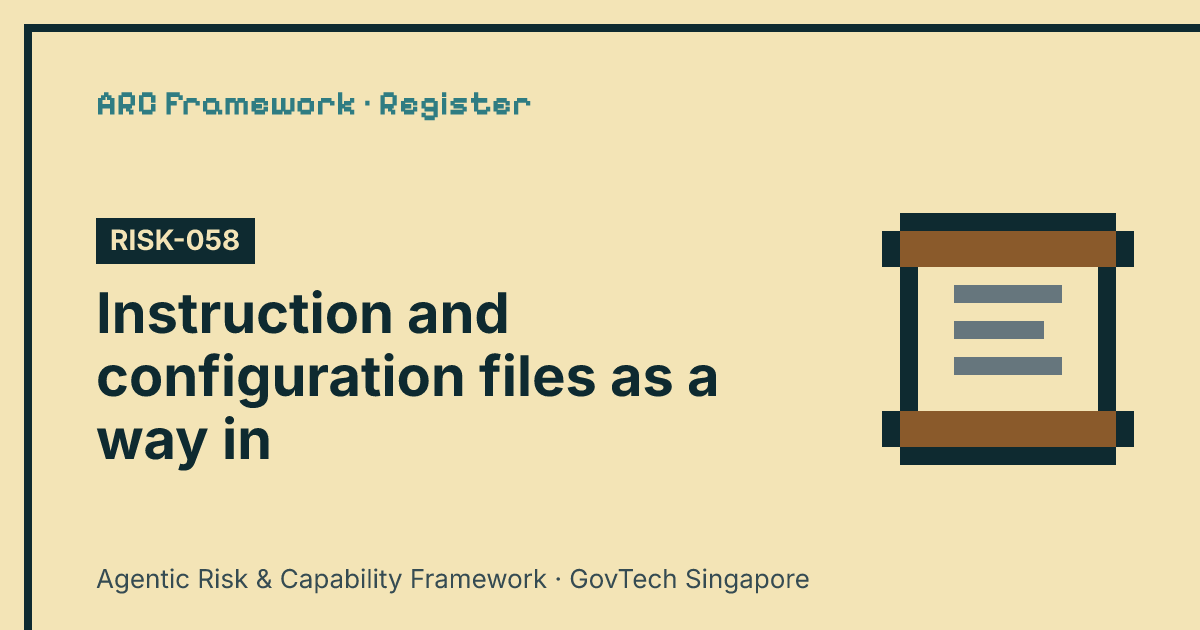 ARC Framework · Register
RISK-058
Instruction and
configuration files as a
way in
Agentic Risk & Capability Framework · GovTech Singapore